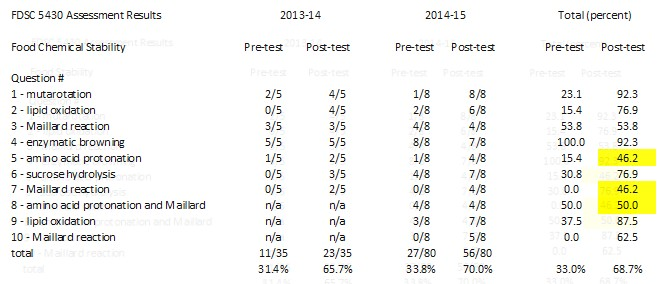 FDSC 5430 Assessment Results 2013-14 2014-15 Total (percent)
Food Chemical Stability Pre-test Post-test Pre-test Post-test Pre-test Post-test
Question #
1 - mutarotation 2/5 4/5 1/8 8/8 23.1 92.3
2 - lipid oxidation 0/5 4/5 2/8 6/8 15.4 76.9
3 - Maillard reaction 3/5 3/5 4/8 4/8 53.8 53.8
4 - enzymatic browning 5/5 5/5 8/8 7/8 100.0 92.3
5 - amino acid protonation 1/5 2/5 1/8 4/8 15.4 46.2
6 - sucrose hydrolysis 0/5 3/5 4/8 7/8 30.8 76.9
7 - Maillard reaction 0/5 2/5 0/8 4/8 0.0 46.2
8 - amino acid protonation and Maillard n/a n/a 4/8 4/8 50.0 50.0
9 - lipid oxidation n/a n/a 3/8 7/8 37.5 87.5
10 - Maillard reaction n/a n/a 0/8 5/8 0.0 62.5
total 11/35 23/35 27/80 56/80
31.4% 65.7% 33.8% 70.0% 33.0% 68.7%